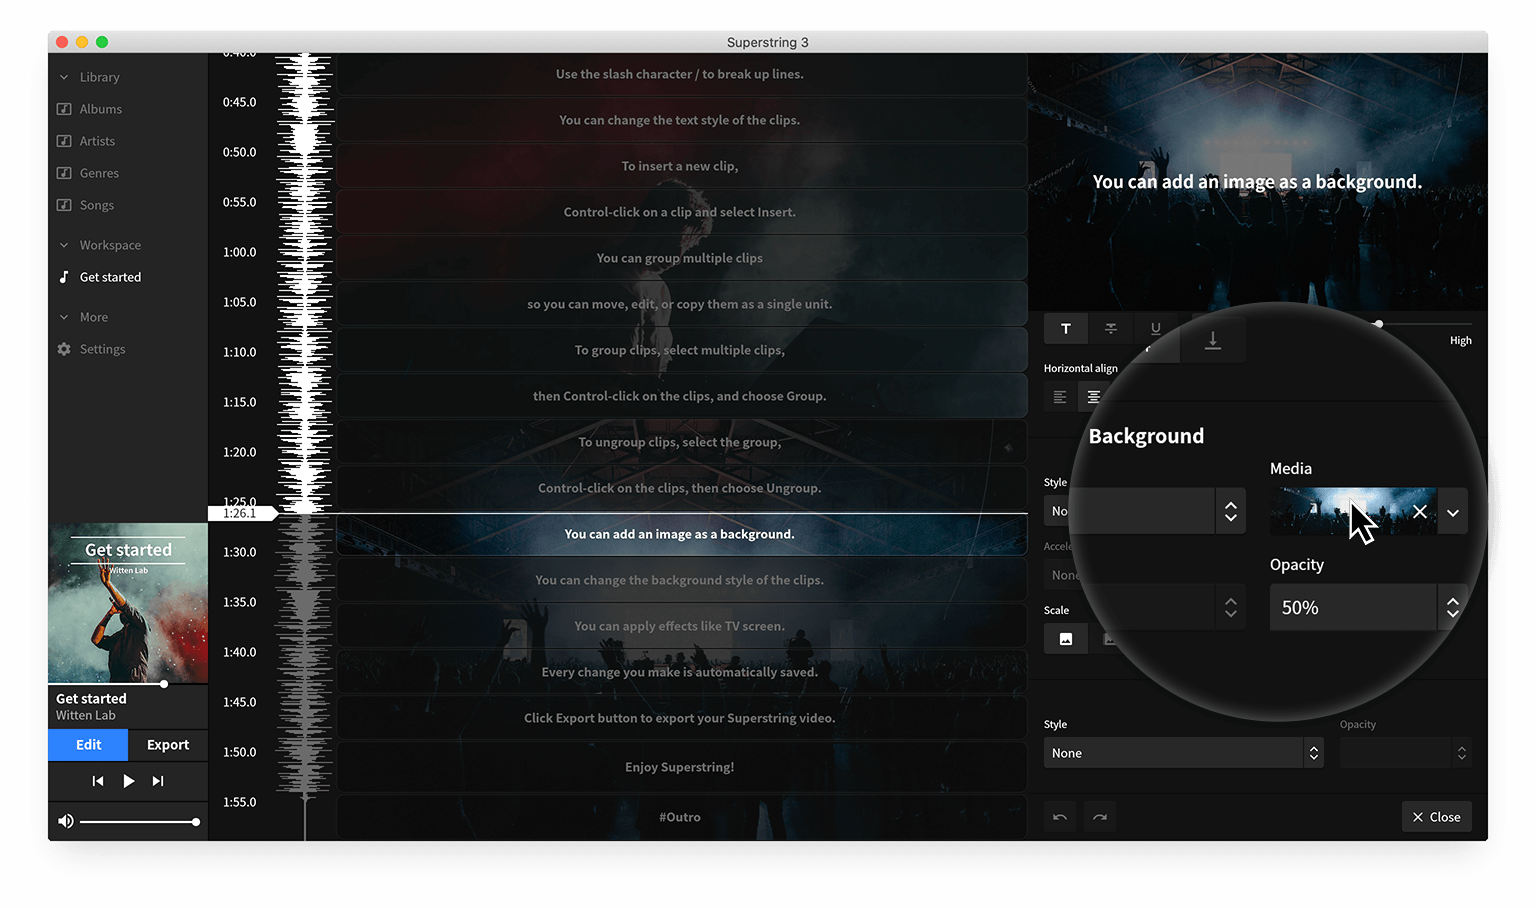 Superstring 3
Library
Albums
Artists
Genres
Songs
Workspace
Get started
More
Settings
Get started
Witten Lab
Get started
Witten Lab
Edit
Export
0:40.0
0:45.0
0:50.0
0:55.0
1:00.0
1:05.0
1:10.0
1:15.0
1:20.0
1:25.0
1:26.1
1:30.0
1:35.0
1:40.0
1:45.0
1:50.0
1:55.0
Use the slash character / to break up lines.
You can change the text style of the clips.
To insert a new clip,
Control-click on a clip and select Insert.
You can group multiple clips
so you can move, edit, or copy them as a single unit.
To group clips, select multiple clips,
then Control-click on the clips, and choose Group.
To ungroup clips, select the group,
Control-click on the clips, then choose Ungroup.
You can add an image as a background.
You can change the background style of the clips.
You can apply effects like TV screen.
Every change you make is automatically saved.
Click Export button to export your Superstring video.
Enjoy Superstring!
#Outro
You can add an image as a background.
T
T
U
High
Horizontal align
Background
Media
Style
No
Opacity
Accele
None
50%
Scale
Style
Opacity
None
Close